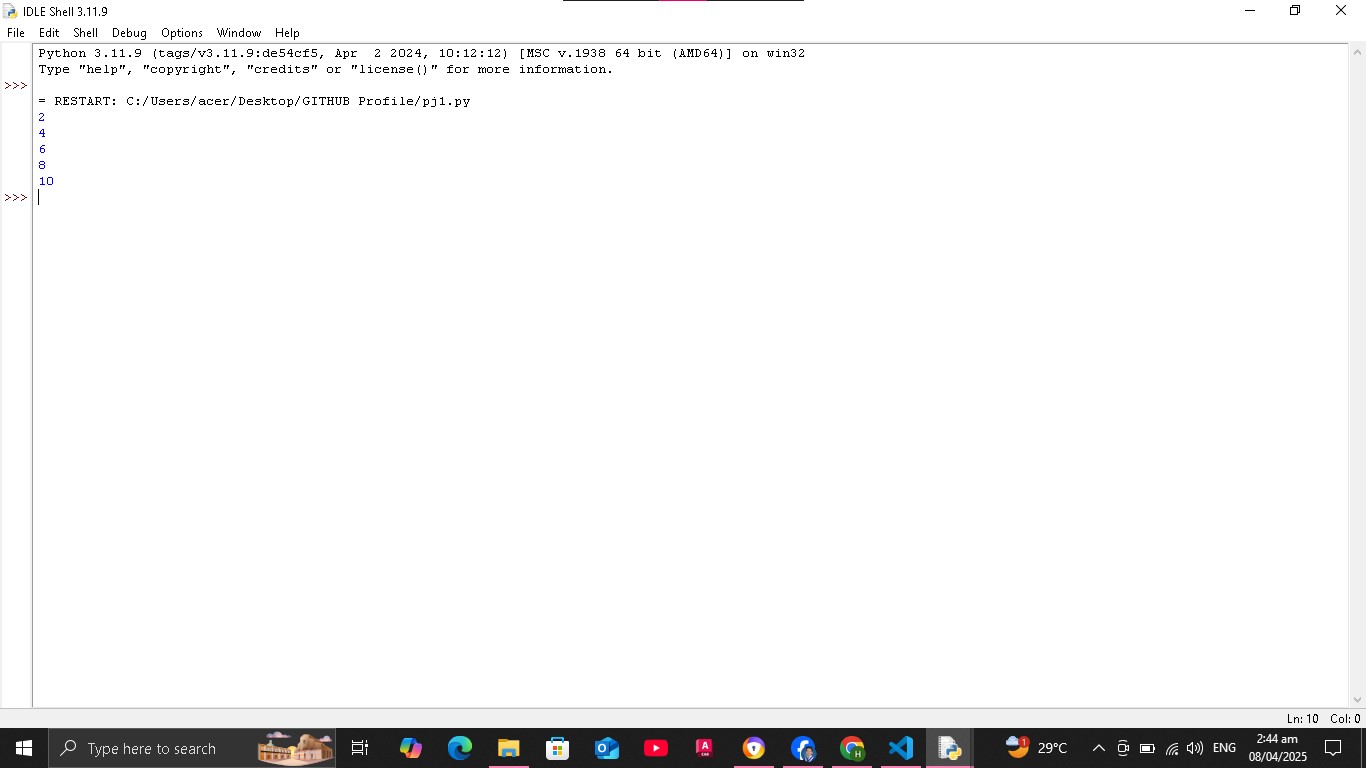 IDLE Shell 3.11.9
File Edit Shell Debug Options Window Help
Python 3.11.9 (tags/v3.11.9:de54cf5, Apr  2 2024, 10:12:12) [MSC v.1938 64 bit (AMD64)] on win32
Type "help", "copyright", "credits" or "license()" for more information.
>>>
= RESTART: C:/Users/acer/Desktop/GITHUB Profile/pj1.py
2
4
6
8
10
>>>
Ln: 10 Col: 0
Type here to search
1 29°C ENG 2:44 am
08/04/2025